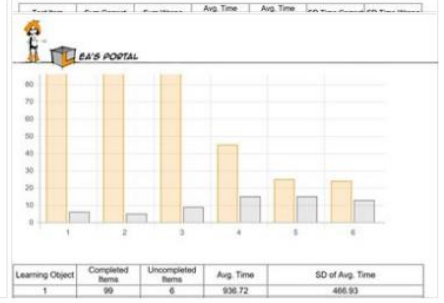 Avg. Time Avg. Time
LEA'S PORTAL
80
70
60
50
40
30
20
10
0
1 2 3 4 5 6
Learning Object Completed Items Uncompleted Items Avg. Time SD of Avg. Time
1 99 6 936.72 466.93